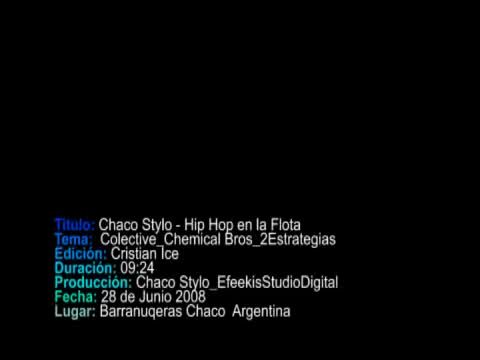 Titulo: Chaco Stylo - Hip Hop en la Flota
Tema: Colective_Chemical Bros_2Estrategias
Edición: Cristian Ice
Duración: 09:24
Producción: Chaco Stylo_EfeekisStudioDigital
Fecha: 28 de Junio 2008
Lugar: Barranuqeras Chaco Argentina